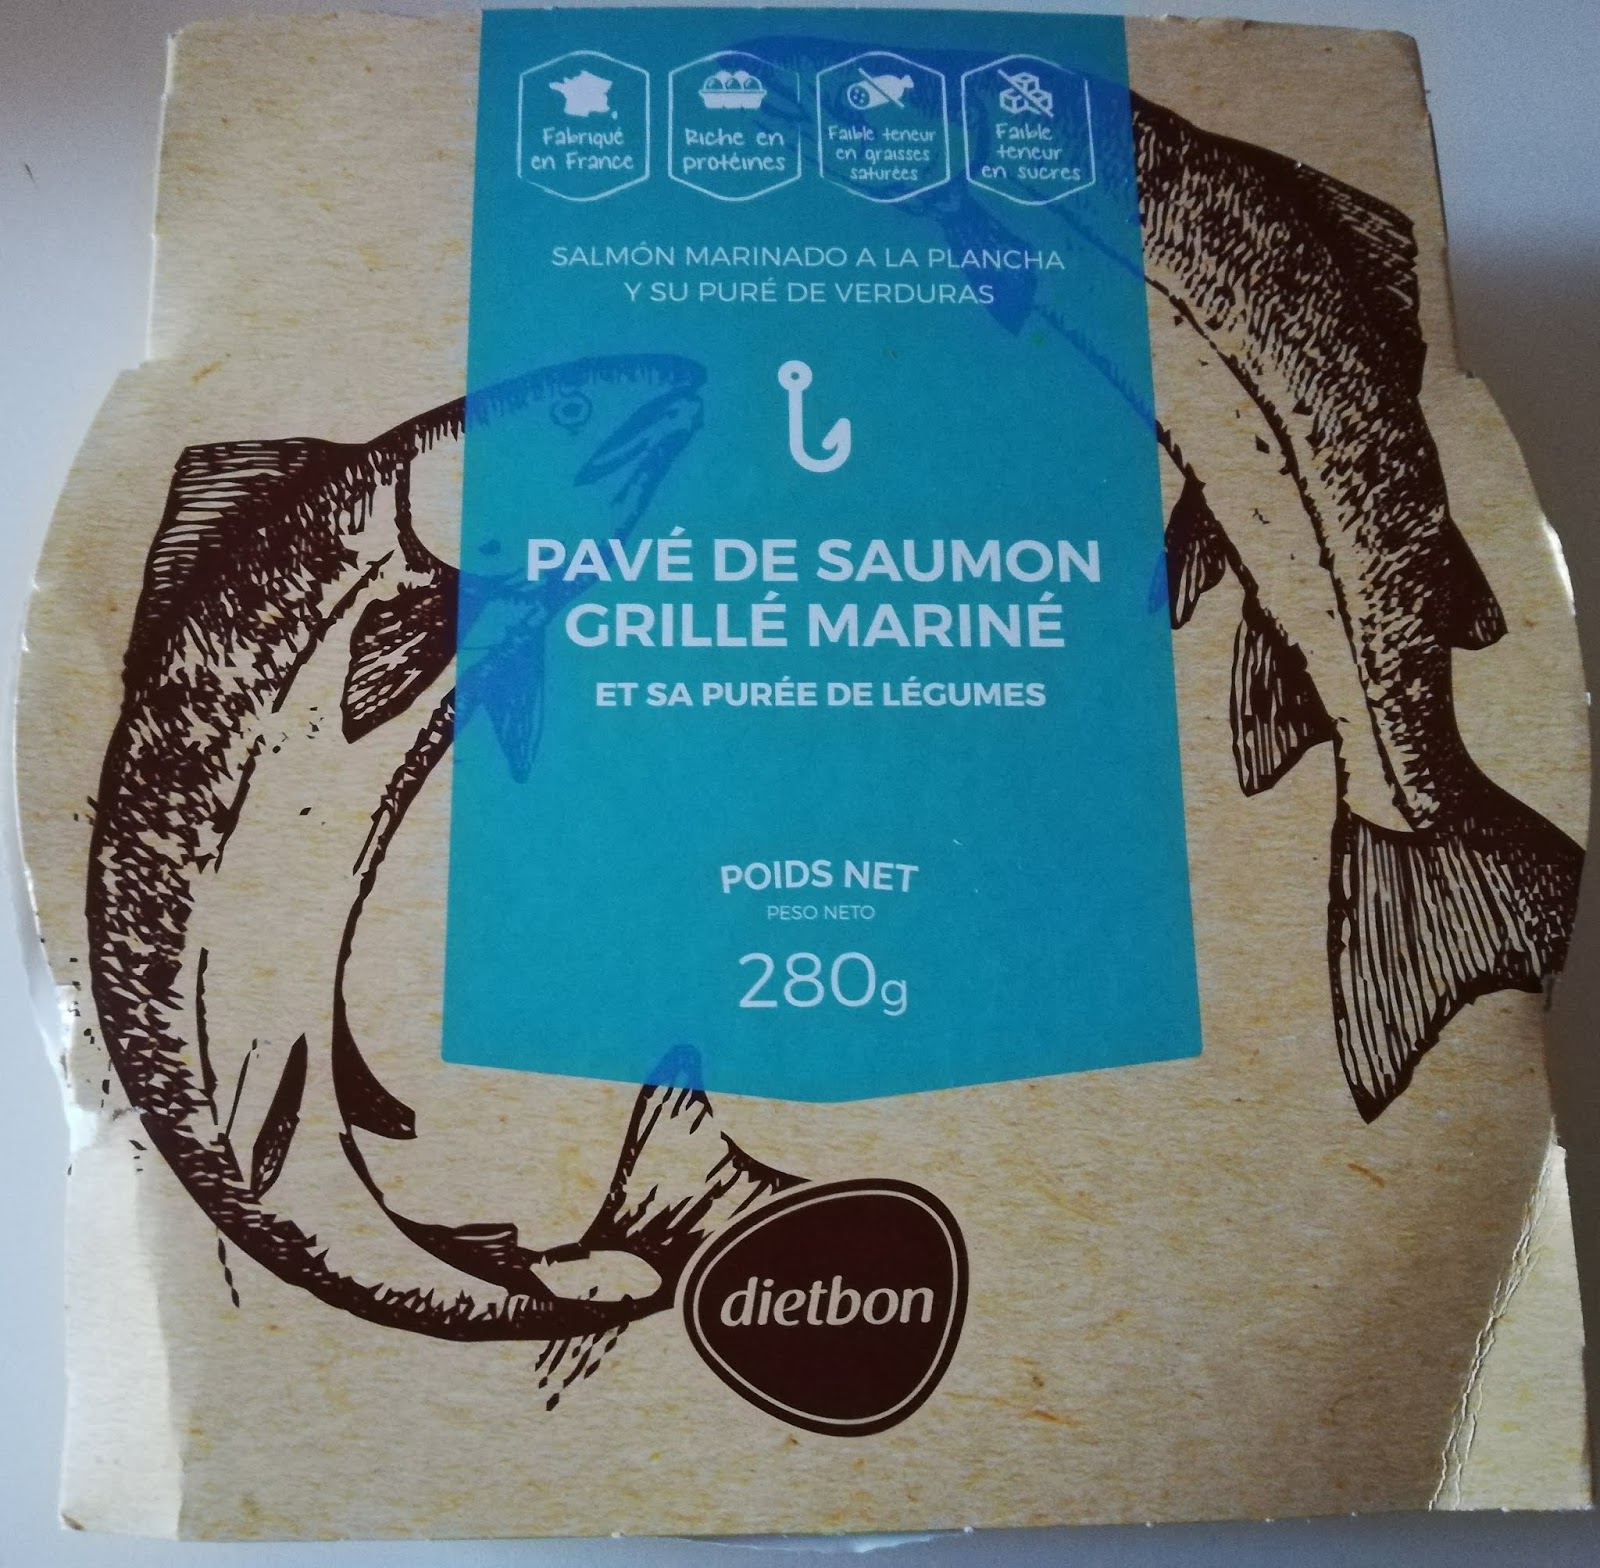 Fabriqué
en France
Riche en
protéines
Faible teneur
en graisses
saturées
Faible
teneur
en sucres
SALMÓN MARINADO A LA PLANCHA
Y SU PURÉ DE VERDURAS
PAVÉ DE SAUMON
GRILLÉ MARINÉ
ET SA PURÉE DE LÉGUMES
POIDS NET
PESO NETO
280g
dietbon